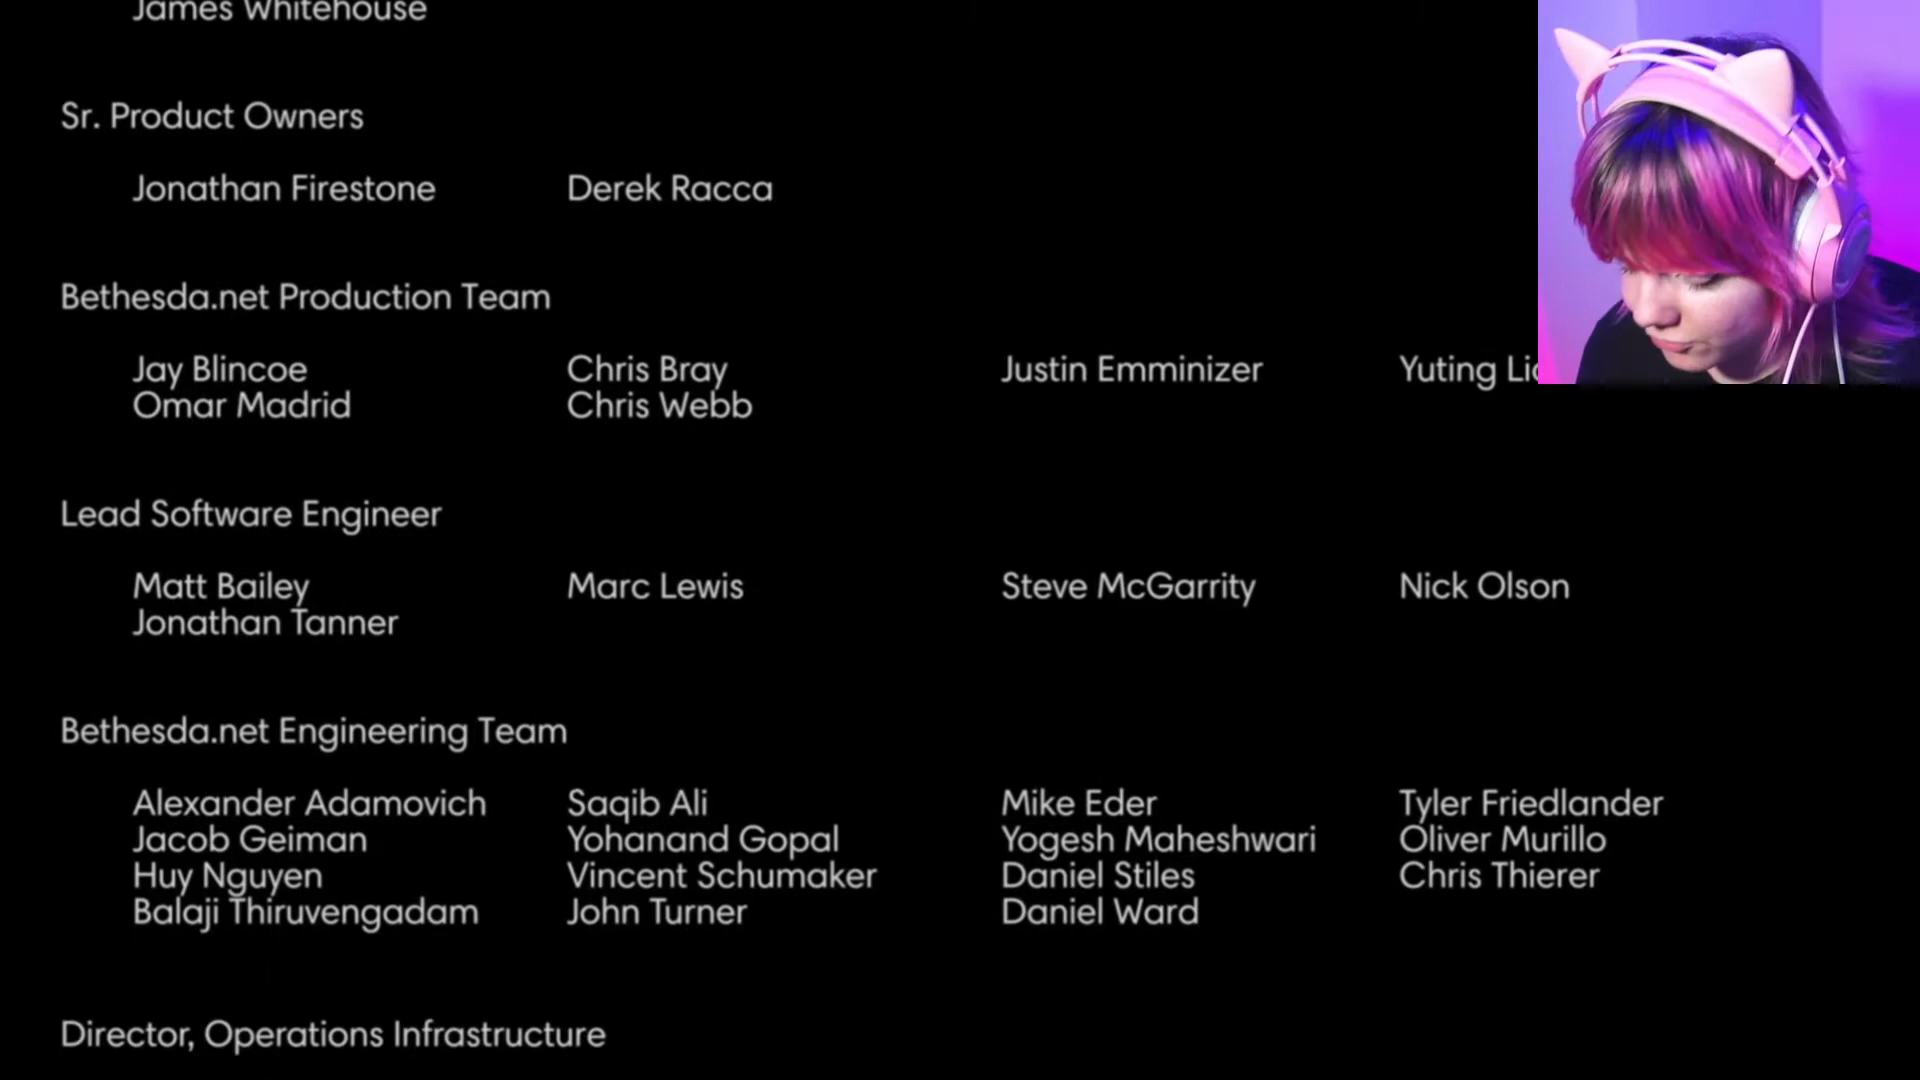 James Whitehouse
Sr. Product Owners
Jonathan Firestone Derek Racca
Bethesda.net Production Team
Jay Blincoe Chris Bray Justin Emminizer Yuting
Omar Madrid Chris Webb
Lead Software Engineer
Matt Bailey Marc Lewis Steve McGarrity Nick Olson
Jonathan Tanner
Bethesda.net Engineering Team
Alexander Adamovich Saqib Ali Mike Eder Tyler Friedlander
Jacob Geiman Yohanand Gopal Yogesh Maheshwari Oliver Murillo
Huy Nguyen Vincent Schumaker Daniel Stiles Chris Thierer
Balaji Thiruvengadam John Turner Daniel Ward
Director, Operations Infrastructure